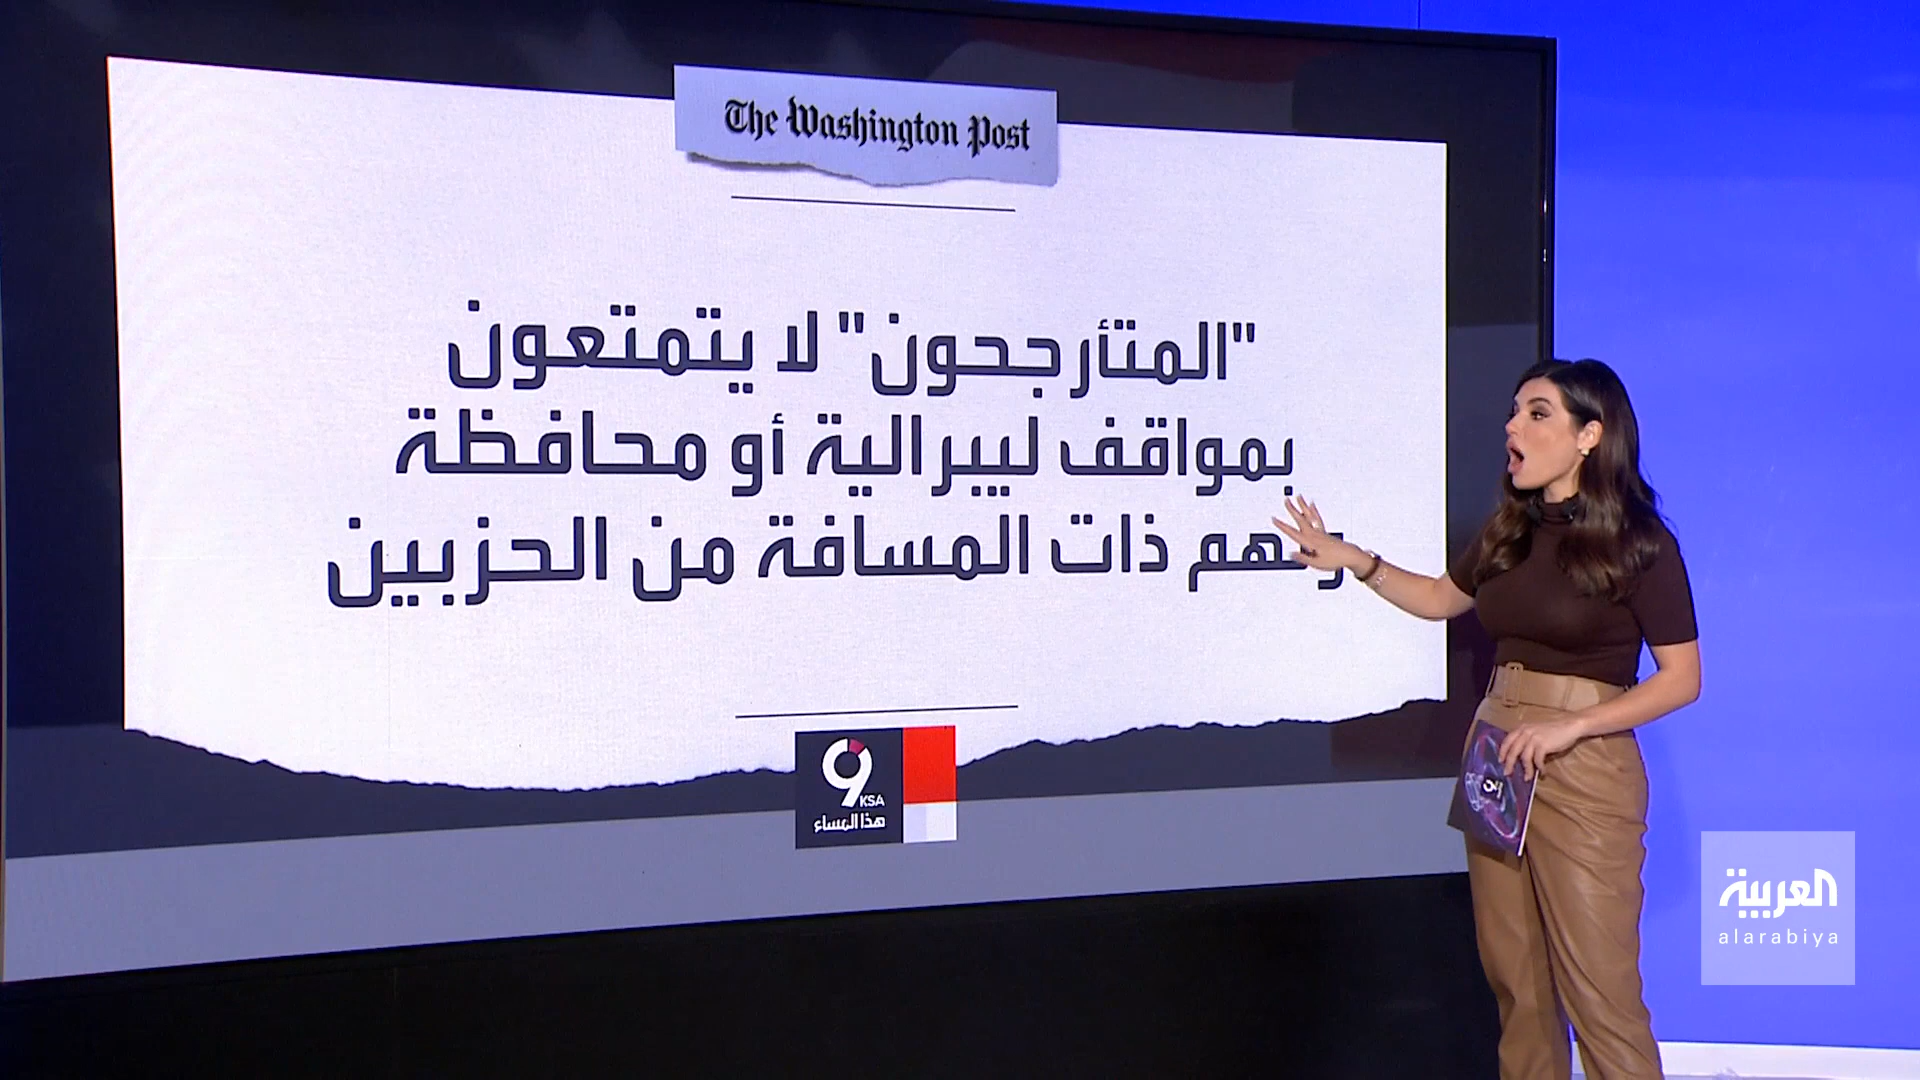 The Washington Post
"المتأرجحون" لا يتمتعون
بمواقف ليبرالية أو محافظة
وهم ذات المسافة من الحزبين
9
KSA
هذا المساء
العربية
alarabiya